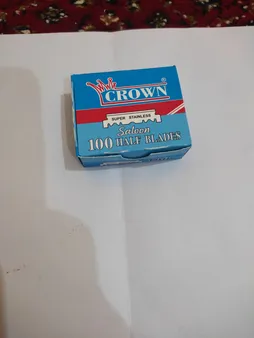 CROWN
®
SUPER STAINLESS
Saloon
100 HALF BLADES